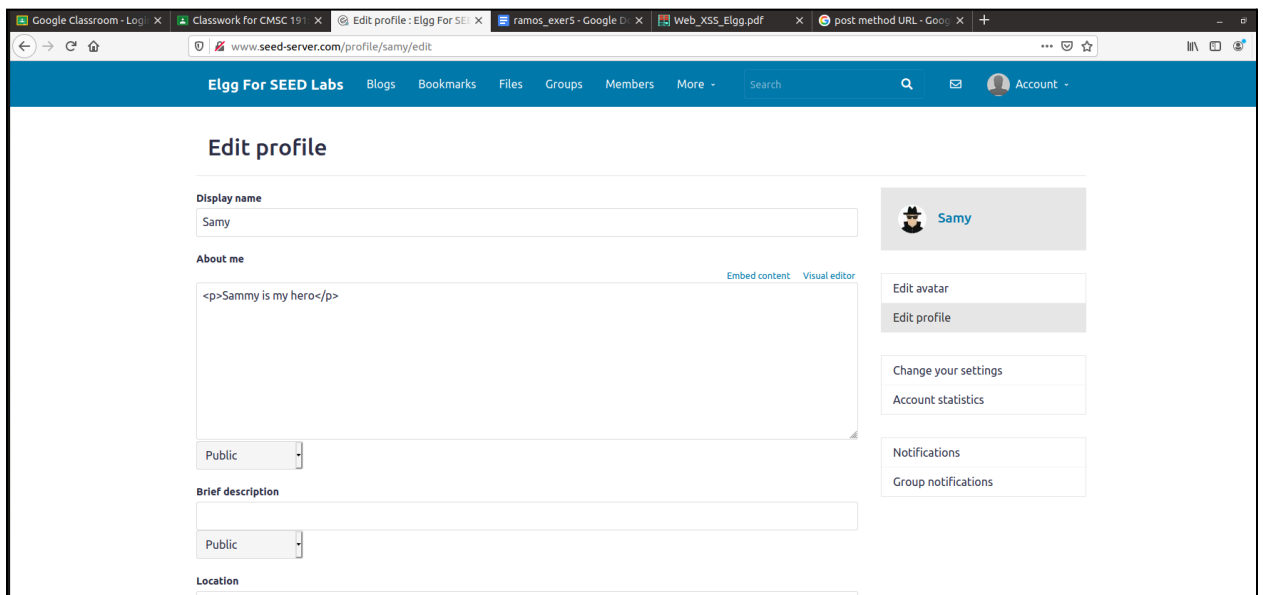 Google Classroom - Logi
Classwork for CMSC 191
Edit profile : Elgg For SE
ramos_exer5 - Google D
Web_XSS_Elgg.pdf
post method URL - Goog
www.seed-server.com/profile/samy/edit
Elgg For SEED Labs Blogs Bookmarks Files Groups Members More Search Account
Edit profile
Display name
Samy
About me
Embed content Visual editor
<p>Sammy is my hero</p>
Public
Brief description
Public
Location
Samy
Edit avatar
Edit profile
Change your settings
Account statistics
Notifications
Group notifications